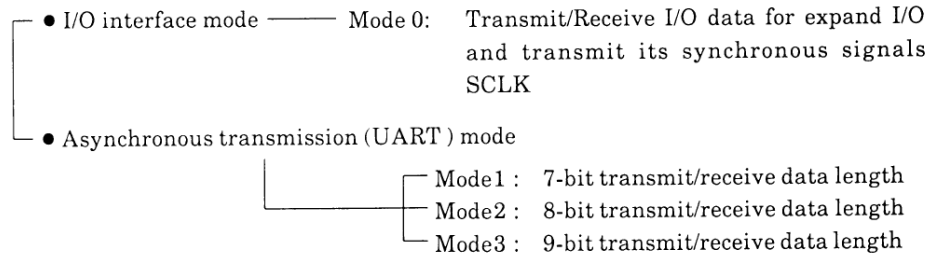 ● I/O interface mode Mode 0: Transmit/Receive I/O data for expand I/O
and transmit its synchronous signals
SCLK
● Asynchronous transmission (UART ) mode
Mode1 : 7-bit transmit/receive data length
Mode2 : 8-bit transmit/receive data length
Mode3 : 9-bit transmit/receive data length